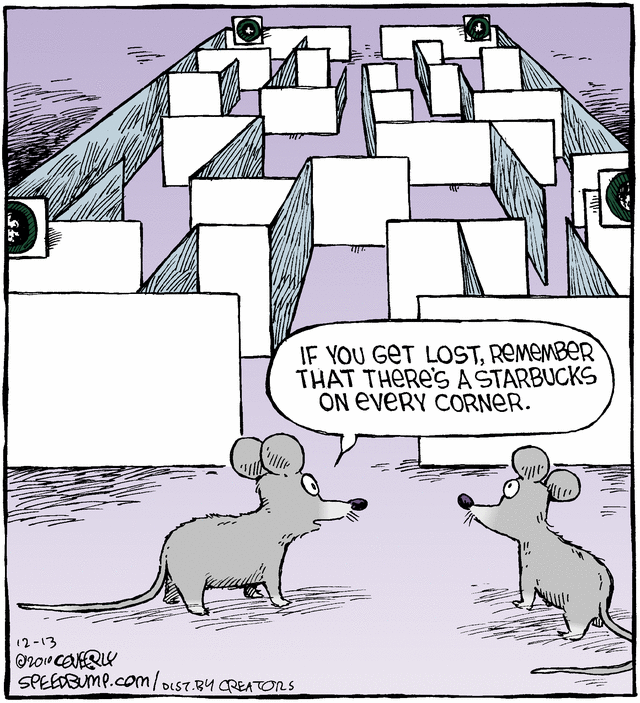 IF YOU GET LOST, REMEMBER
THAT THERE'S A STARBUCKS
ON EVERY CORNER.
12-13
©2010 COVERLY
SPEEDBUMP.COM/DIST. BY CREATORS